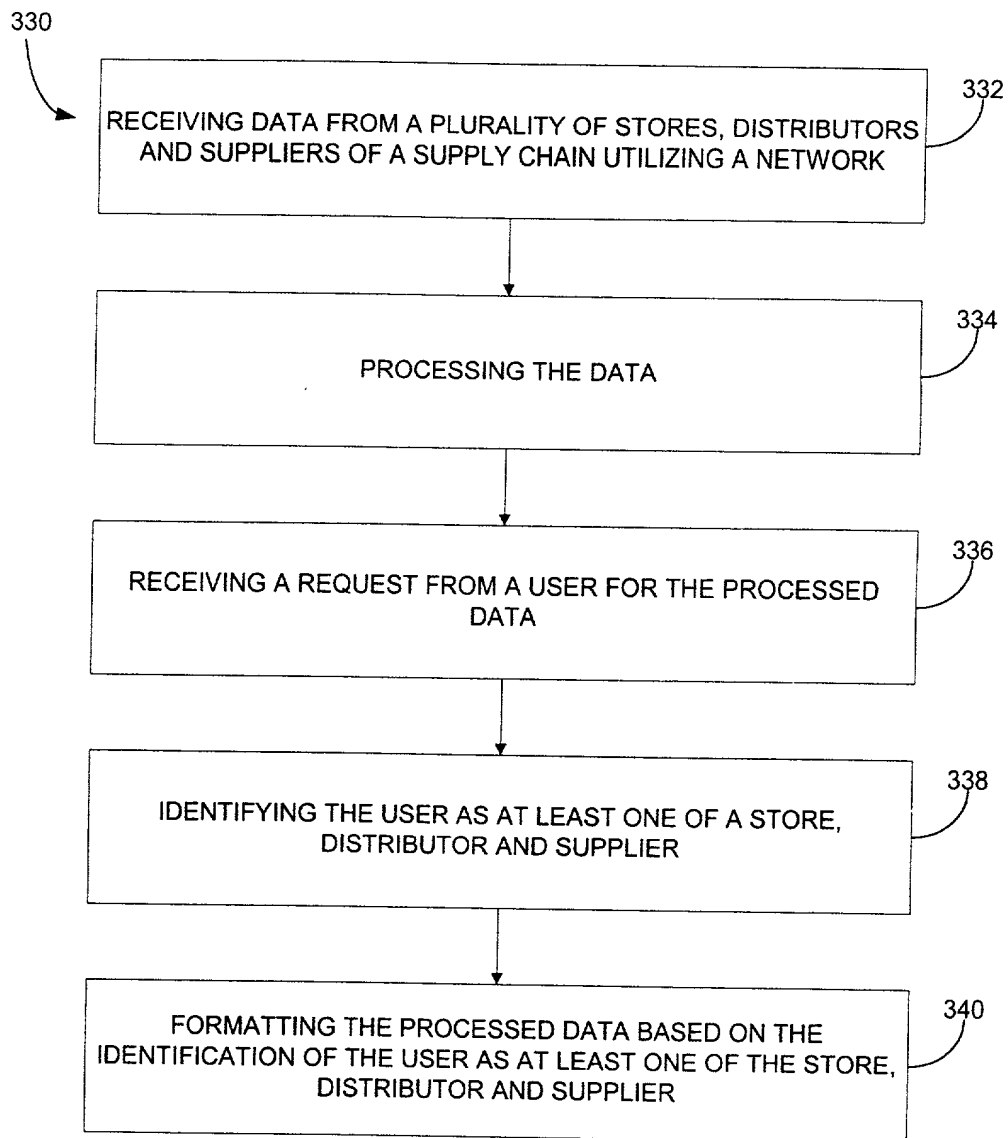 330
332
RECEIVING DATA FROM A PLURALITY OF STORES, DISTRIBUTORS
AND SUPPLIERS OF A SUPPLY CHAIN UTILIZING A NETWORK
334
PROCESSING THE DATA
336
RECEIVING A REQUEST FROM A USER FOR THE PROCESSED
DATA
338
IDENTIFYING THE USER AS AT LEAST ONE OF A STORE,
DISTRIBUTOR AND SUPPLIER
340
FORMATTING THE PROCESSED DATA BASED ON THE
IDENTIFICATION OF THE USER AS AT LEAST ONE OF THE STORE,
DISTRIBUTOR AND SUPPLIER